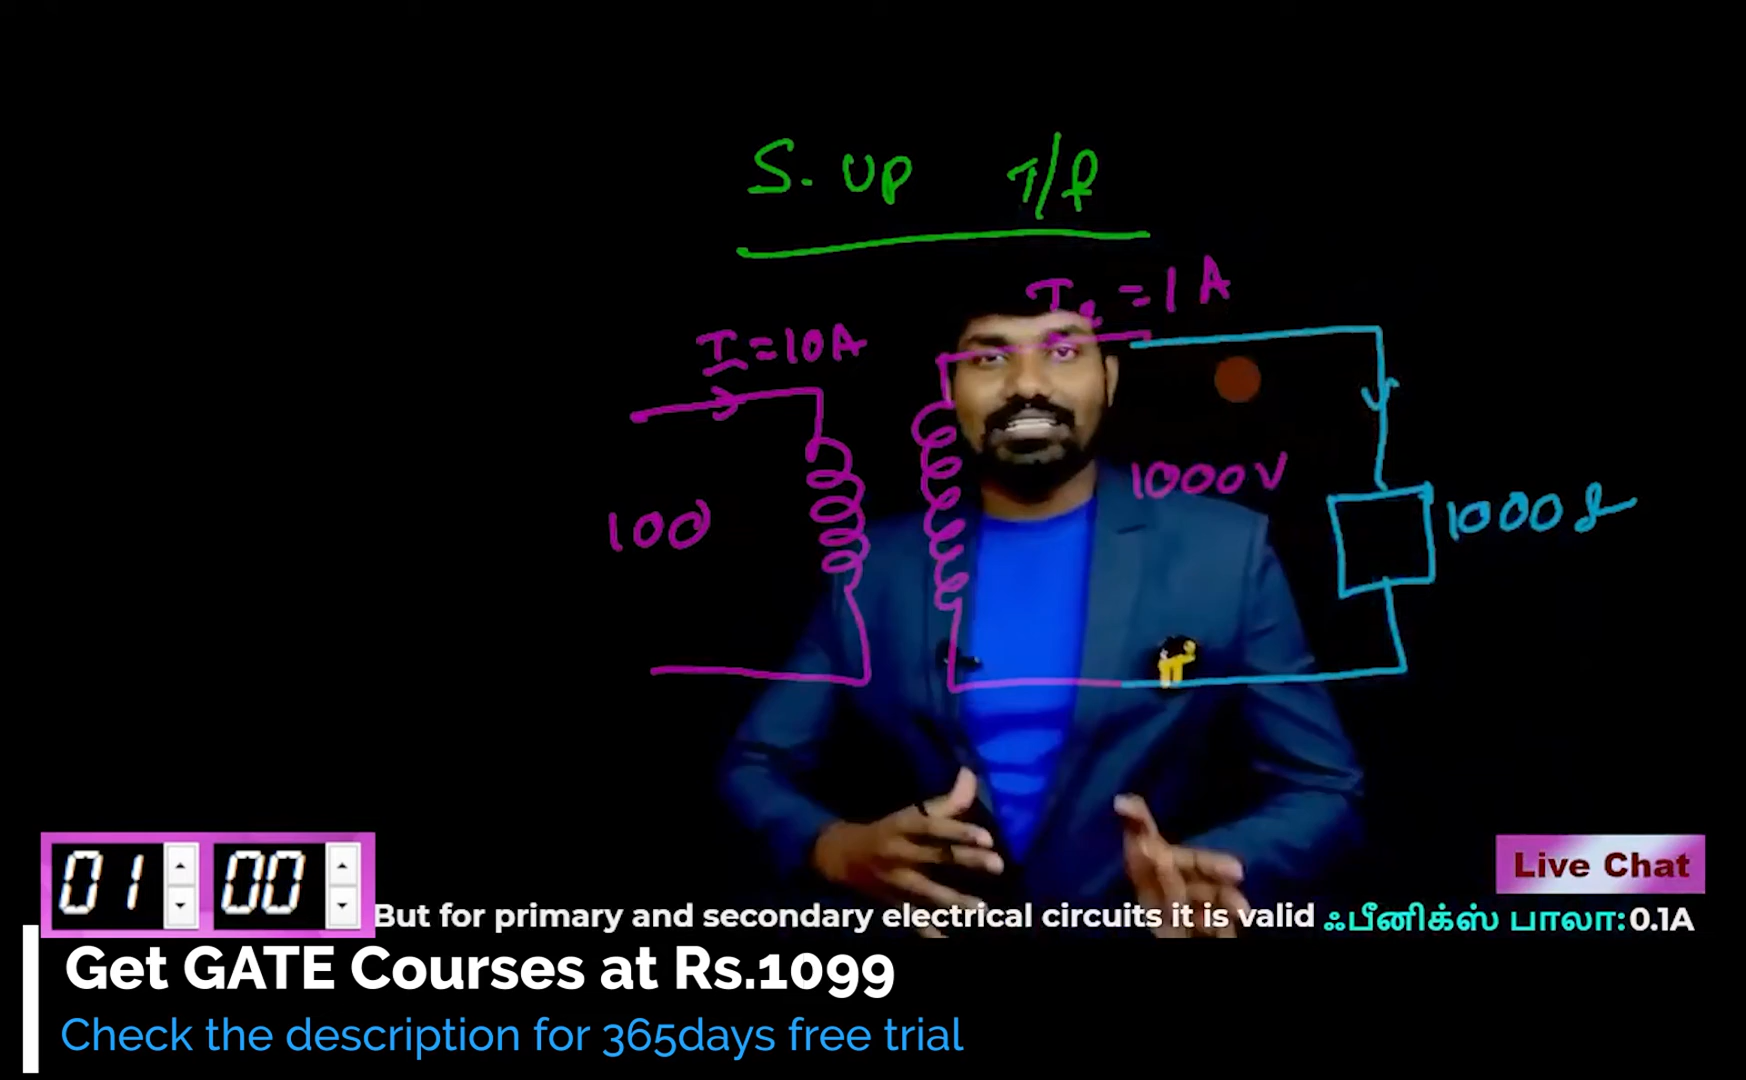 S. UP T/R
I2 = 1 A
I = 10A
100
1000V
1000Ω
01 00
Live Chat
But for primary and secondary electrical circuits it is valid ஃபீனிக்ஸ் பாலா: 0.1A
Get GATE Courses at Rs.1099
Check the description for 365days free trial